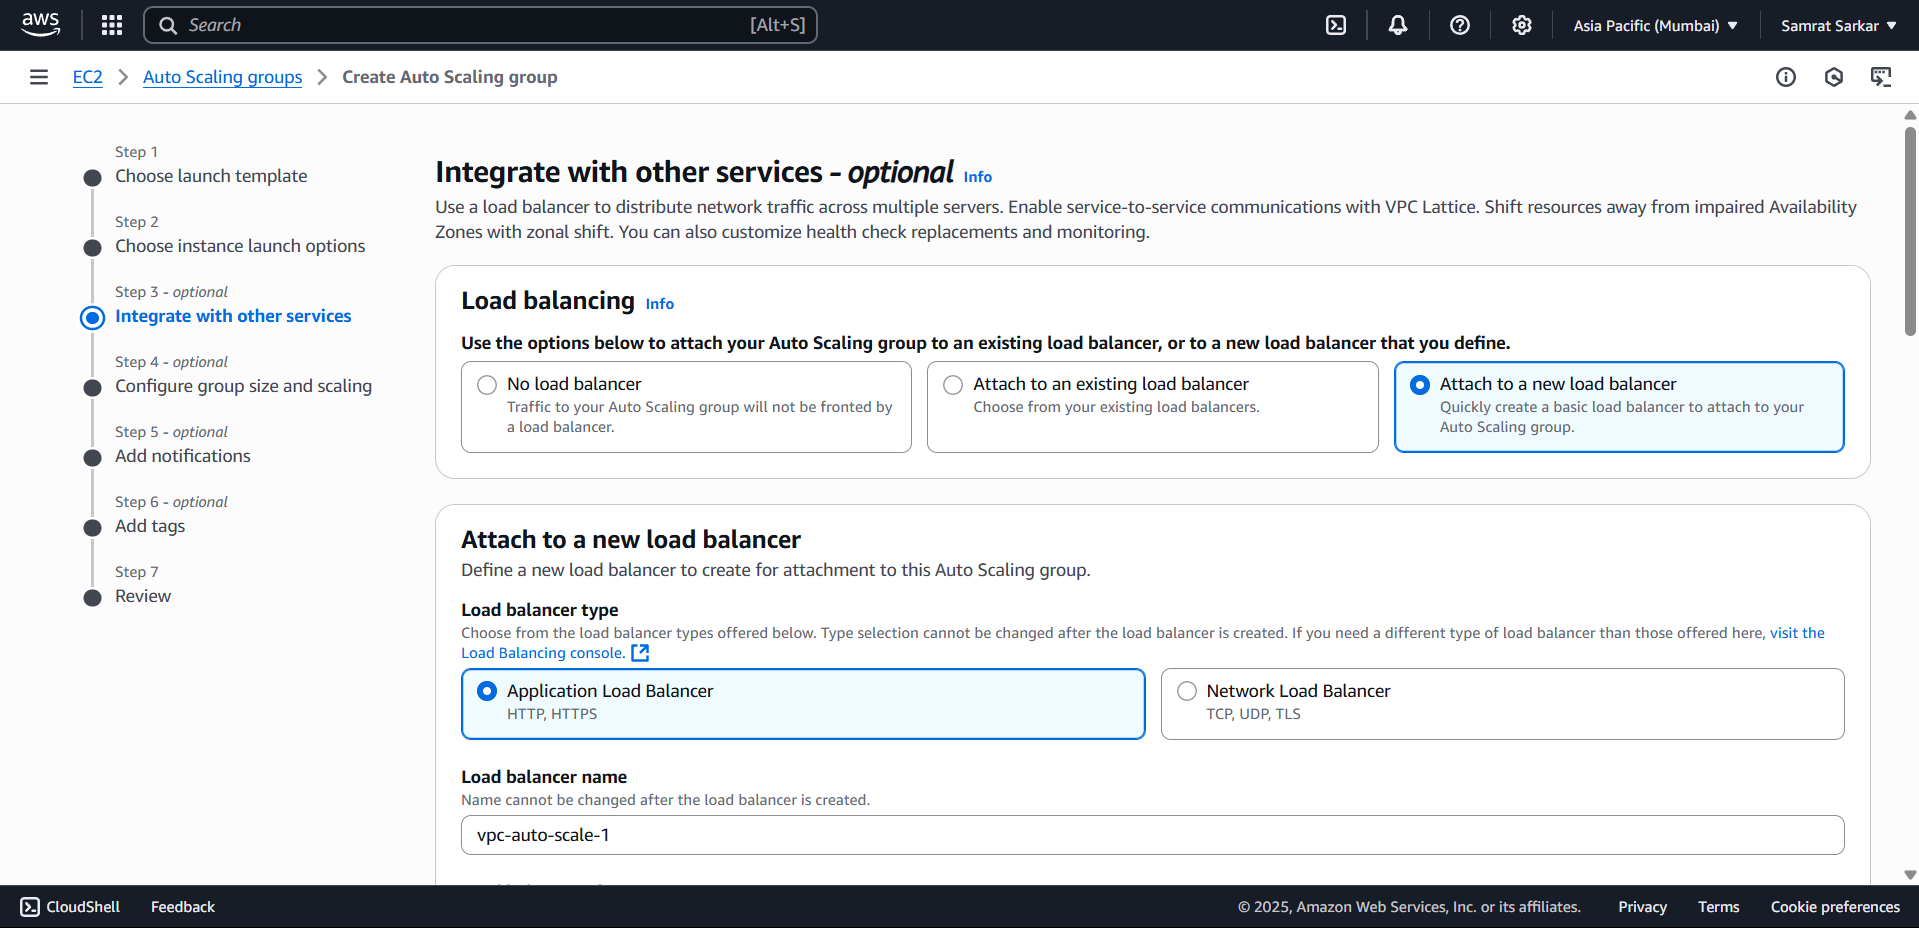 aws
Search [Alt+S]
Asia Pacific (Mumbai) Samrat Sarkar
EC2 Auto Scaling groups Create Auto Scaling group
Step 1
Choose launch template
Step 2
Choose instance launch options
Step 3 - optional
Integrate with other services
Step 4 - optional
Configure group size and scaling
Step 5 - optional
Add notifications
Step 6 - optional
Add tags
Step 7
Review
Integrate with other services - optional Info
Use a load balancer to distribute network traffic across multiple servers. Enable service-to-service communications with VPC Lattice. Shift resources away from impaired Availability
Zones with zonal shift. You can also customize health check replacements and monitoring.
Load balancing Info
Use the options below to attach your Auto Scaling group to an existing load balancer, or to a new load balancer that you define.
No load balancer
Traffic to your Auto Scaling group will not be fronted by
a load balancer.
Attach to an existing load balancer
Choose from your existing load balancers.
Attach to a new load balancer
Quickly create a basic load balancer to attach to your
Auto Scaling group.
Attach to a new load balancer
Define a new load balancer to create for attachment to this Auto Scaling group.
Load balancer type
Choose from the load balancer types offered below. Type selection cannot be changed after the load balancer is created. If you need a different type of load balancer than those offered here, visit the
Load Balancing console.
Application Load Balancer
HTTP, HTTPS
Network Load Balancer
TCP, UDP, TLS
Load balancer name
Name cannot be changed after the load balancer is created.
vpc-auto-scale-1
CloudShell Feedback © 2025, Amazon Web Services, Inc. or its affiliates. Privacy Terms Cookie preferences